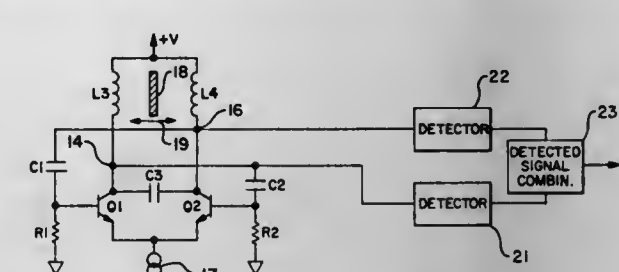 +V
18
L3
L4
16
22
23
19
14
DETECTOR
DETECTED
SIGNAL
COMBIN.
C1
C3
C2
Q1
Q2
DETECTOR
R1
R2
21
17